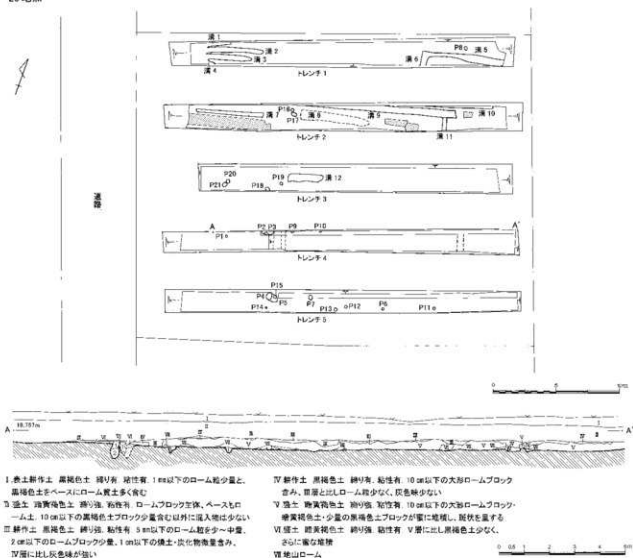 溝1
溝2
溝3
溝4
P8
溝5
溝6
トレンチ1
P16
P17
溝7
溝8
溝9
溝10
溝11
トレンチ2
P20
P21
P19
P18
溝12
トレンチ3
道路
A
P1
P2 P3
P9
P10
A'
トレンチ4
P15
P4
P5
P14
P7
P13
P12
P6
P11
トレンチ5
A
A'
Ⅰ 表土耕作土 黒褐色土 締り有 粘性有 1mm以下のローム粒少量と、
黒褐色土をベースにローム質土多く含む
Ⅱ 盛土 暗黄褐色土 締り強、粘性有、ロームブロック主体、ベースもロ
ーム土、10cm以下の黒褐色土ブロック少量含む以外に混入物は少ない
Ⅲ 耕作土 黒褐色土 締り強、粘性有 5mm以下のローム粒を少〜中量、
2cm以下のロームブロック少量、1cm以下の焼土・炭化物微量含み、
Ⅳ層に比し灰色味が強い
Ⅳ 耕作土 黒褐色土 締り有、粘性有、10cm以下の大形ロームブロック
含み、Ⅲ層と比しローム粒少なく、灰色味少ない
Ⅴ 盛土 暗黄褐色土 締り強、粘性有、10cm以下の大形ロームブロック・
暗黄褐色土・少量の黒褐色土ブロックが密に堆積し、斑状を呈する
Ⅵ 盛土 暗黄褐色土 締り強、粘性有 Ⅴ層に比し黒褐色土少なく、
さらに密な堆積
Ⅶ 地山ローム